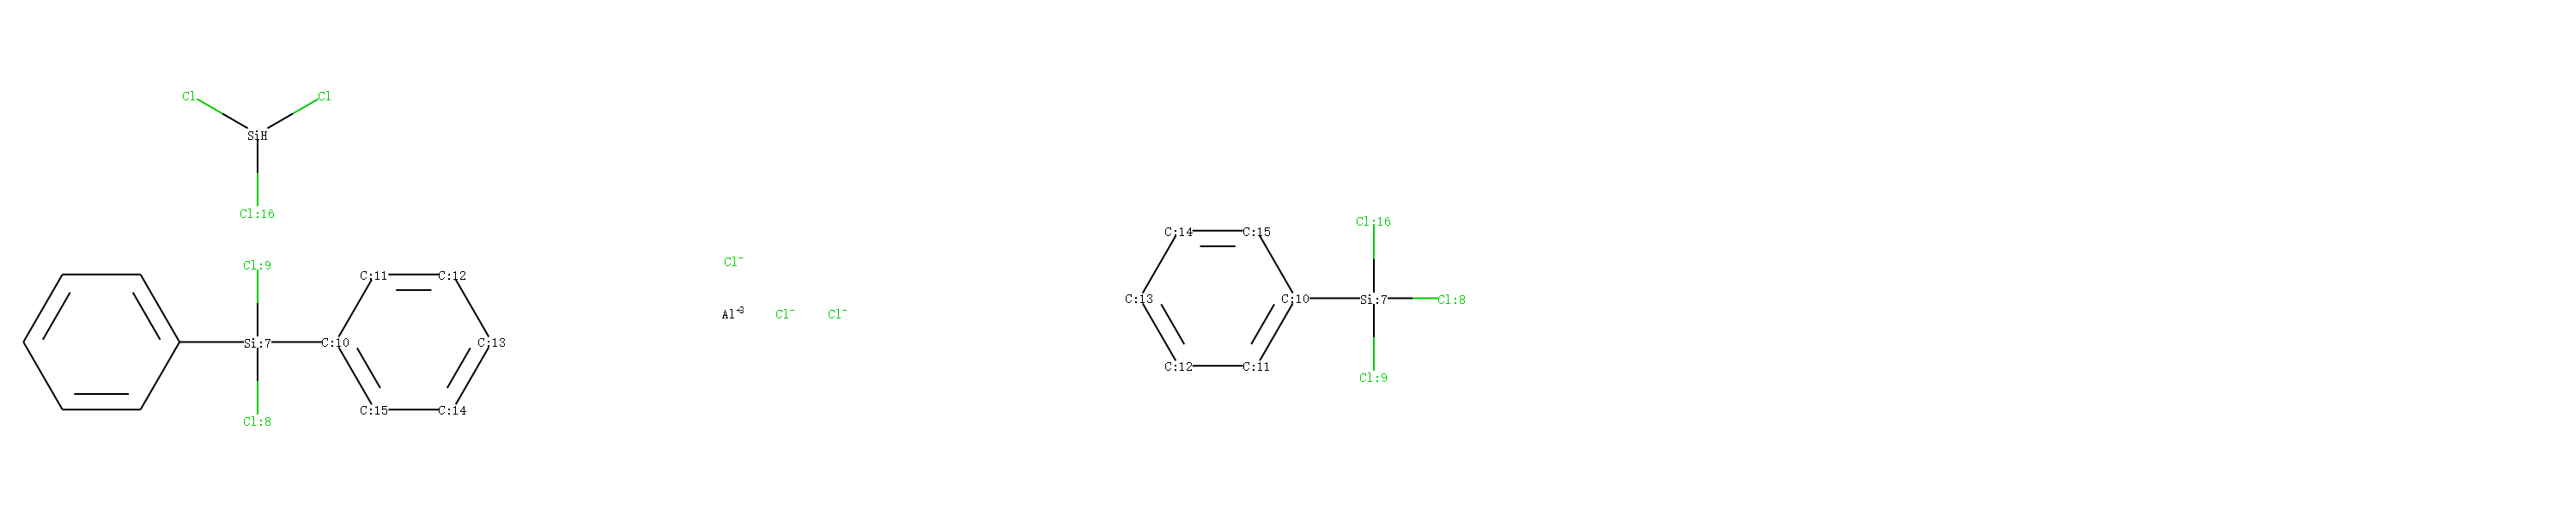 Cl Cl
SiH
Cl:16
Cl:9
C:11 C:12
Si:7 C:10 C:13
C:15 C:14
Cl:8
Cl-
Al+3 Cl- Cl-
Cl:16
C:14 C:15
C:13 C:10 Si:7 Cl:8
C:12 C:11
Cl:9